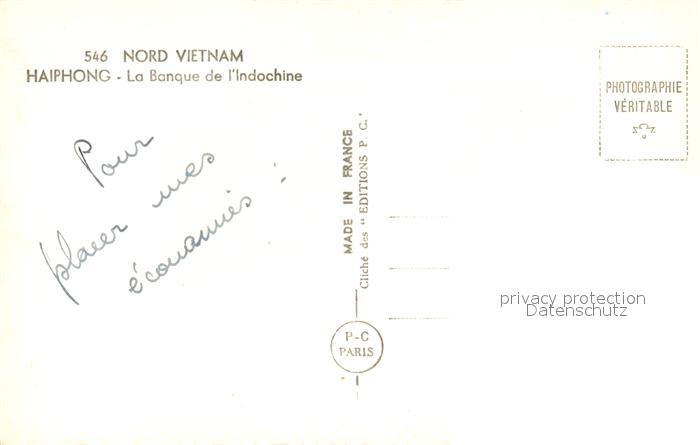 546 NORD VIETNAM
HAIPHONG - La Banque de l'Indochine
Pour
placer mes
économies :
MADE IN FRANCE
Cliché des "EDITIONS P. C."
P-C
PARIS
PHOTOGRAPHIE
VÉRITABLE
privacy protection
Datenschutz